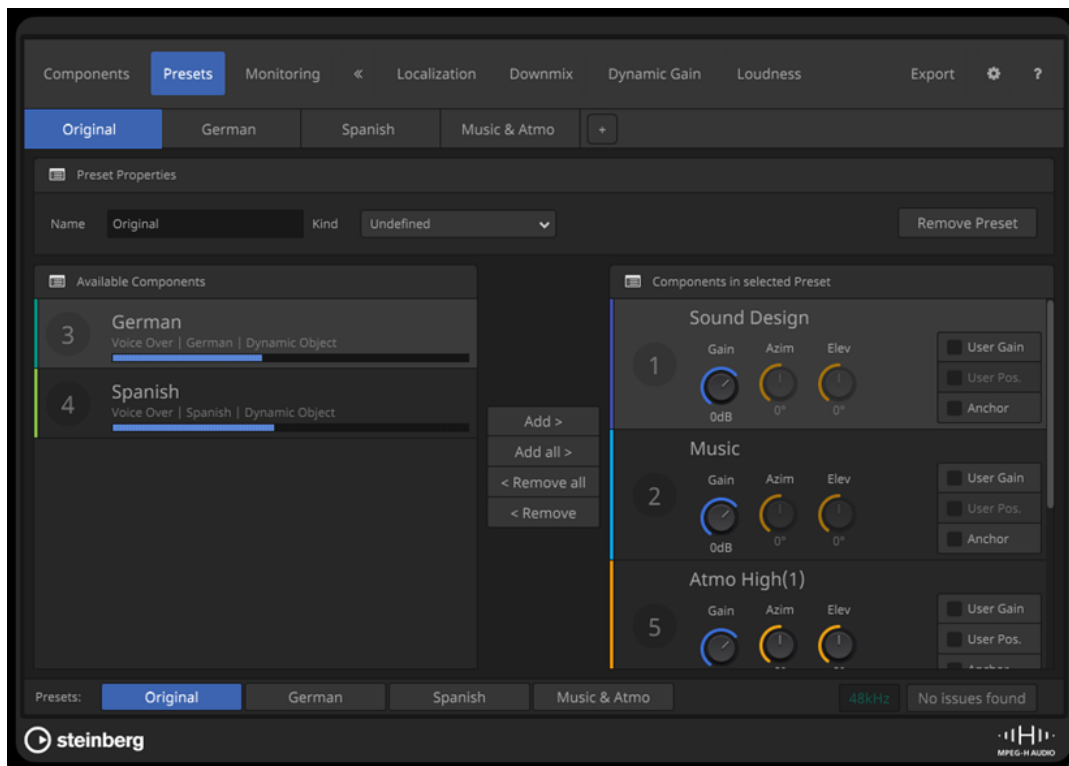 Components Presets Monitoring « Localization Downmix Dynamic Gain Loudness Export ?
Original German Spanish Music & Atmo +
Preset Properties
Name Original Kind Undefined Remove Preset
Available Components
3 German
Voice Over | German | Dynamic Object
4 Spanish
Voice Over | Spanish | Dynamic Object
Add >
Add all >
< Remove all
< Remove
Components in selected Preset
Sound Design
1 Gain Azim Elev
0dB 0° 0°
User Gain
User Pos.
Anchor
Music
2 Gain Azim Elev
0dB 0° 0°
User Gain
User Pos.
Anchor
Atmo High(1)
5 Gain Azim Elev
User Gain
User Pos.
Presets: Original German Spanish Music & Atmo 48kHz No issues found
steinberg
MPEG-H AUDIO